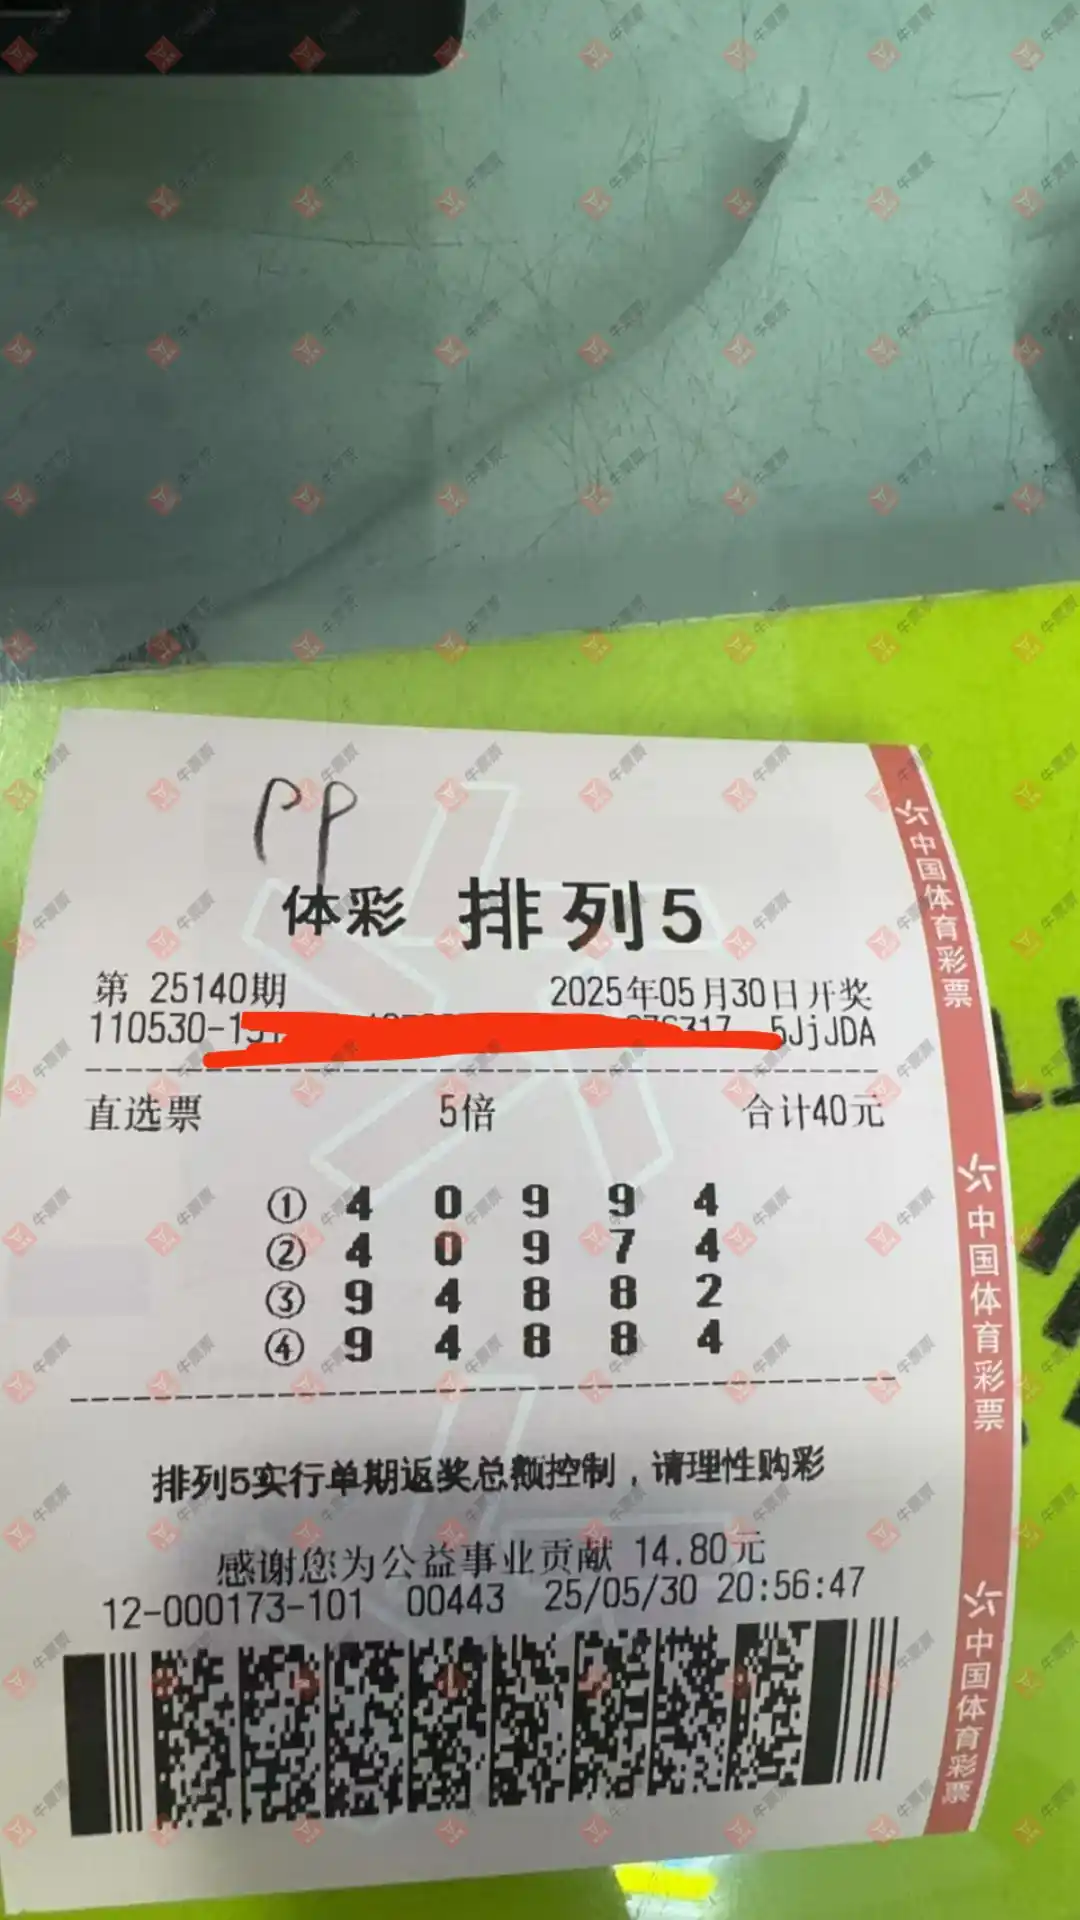 pp
体彩 排列5
第 25140期 2025年05月30日开奖
110530-1 5JjJDA
直选票 5倍 合计40元
① 4 0 9 9 4
② 4 0 9 7 4
③ 9 4 8 8 2
④ 9 4 8 8 4
排列5实行单期返奖总额控制，请理性购彩
感谢您为公益事业贡献 14.80元
12-000173-101 00443 25/05/30 20:56:47
中国体育彩票
中国体育彩票
中国体育彩票
牛票票